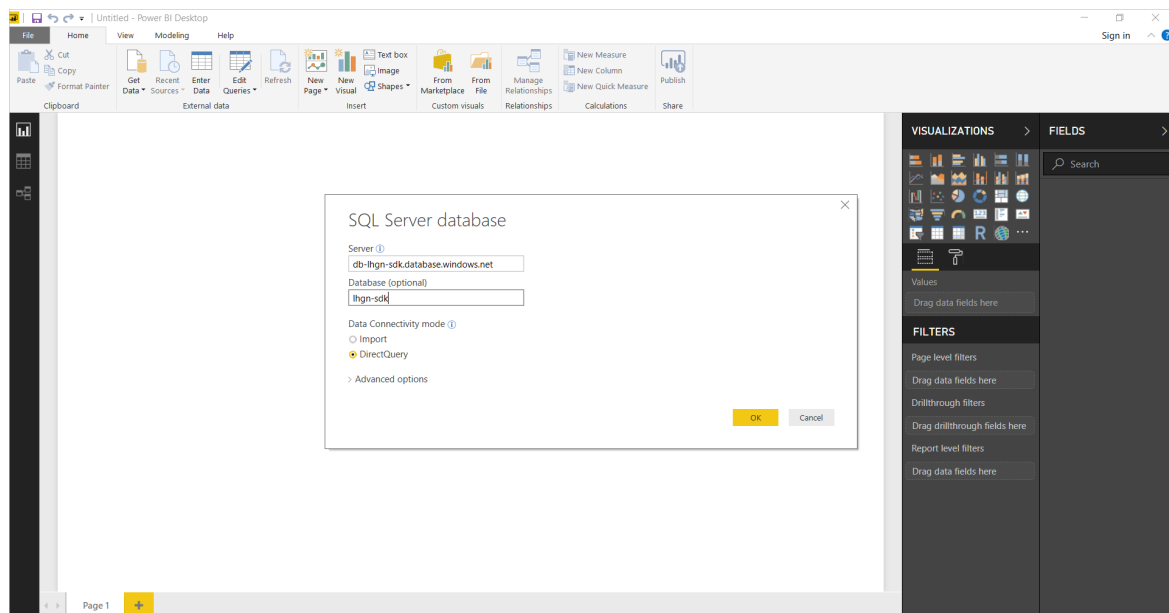 Untitled - Power BI Desktop
File Home View Modeling Help Sign in
Paste
Cut
Copy
Format Painter
Clipboard
Get Data
Recent Sources
Enter Data
Edit Queries
Refresh
External data
New Page
New Visual
Text box
Image
Shapes
Insert
From Marketplace
From File
Custom visuals
Manage Relationships
Relationships
New Measure
New Column
New Quick Measure
Calculations
Publish
Share
SQL Server database
Server
db-lhgn-sdk.database.windows.net
Database (optional)
lhgn-sdk
Data Connectivity mode
Import
DirectQuery
Advanced options
OK Cancel
VISUALIZATIONS
R
Values
Drag data fields here
FILTERS
Page level filters
Drag data fields here
Drillthrough filters
Drag drillthrough fields here
Report level filters
Drag data fields here
FIELDS
Search
Page 1